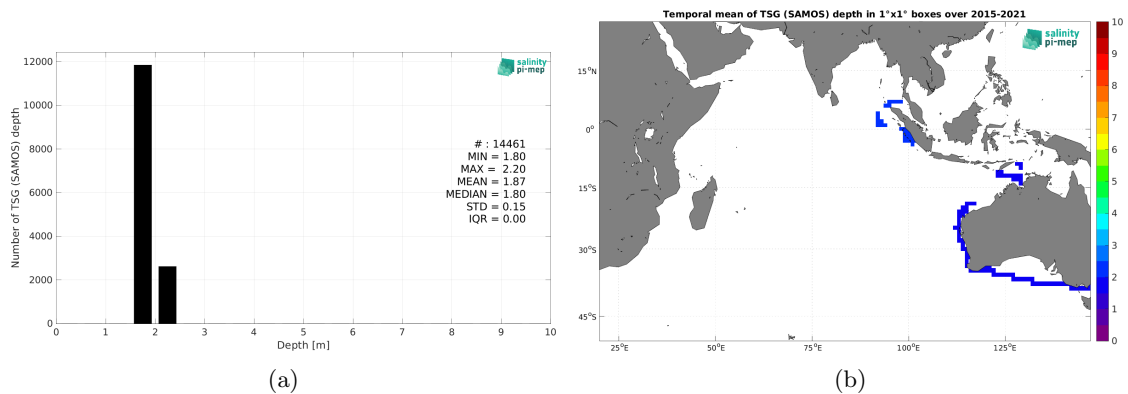 salinity
pi-mep
12000
10000
8000
6000
4000
2000
0
Number of TSG (SAMOS) depth
# : 14461
MIN = 1.80
MAX = 2.20
MEAN = 1.87
MEDIAN = 1.80
STD = 0.15
IQR = 0.00
0 1 2 3 4 5 6 7 8 9 10
Depth [m]
(a)
Temporal mean of TSG (SAMOS) depth in 1°x1° boxes over 2015-2021
salinity
pi-mep
15°N
0°
15°S
30°S
45°S
25°E 50°E 75°E 100°E 125°E
10
9
8
7
6
5
4
3
2
1
0
(b)